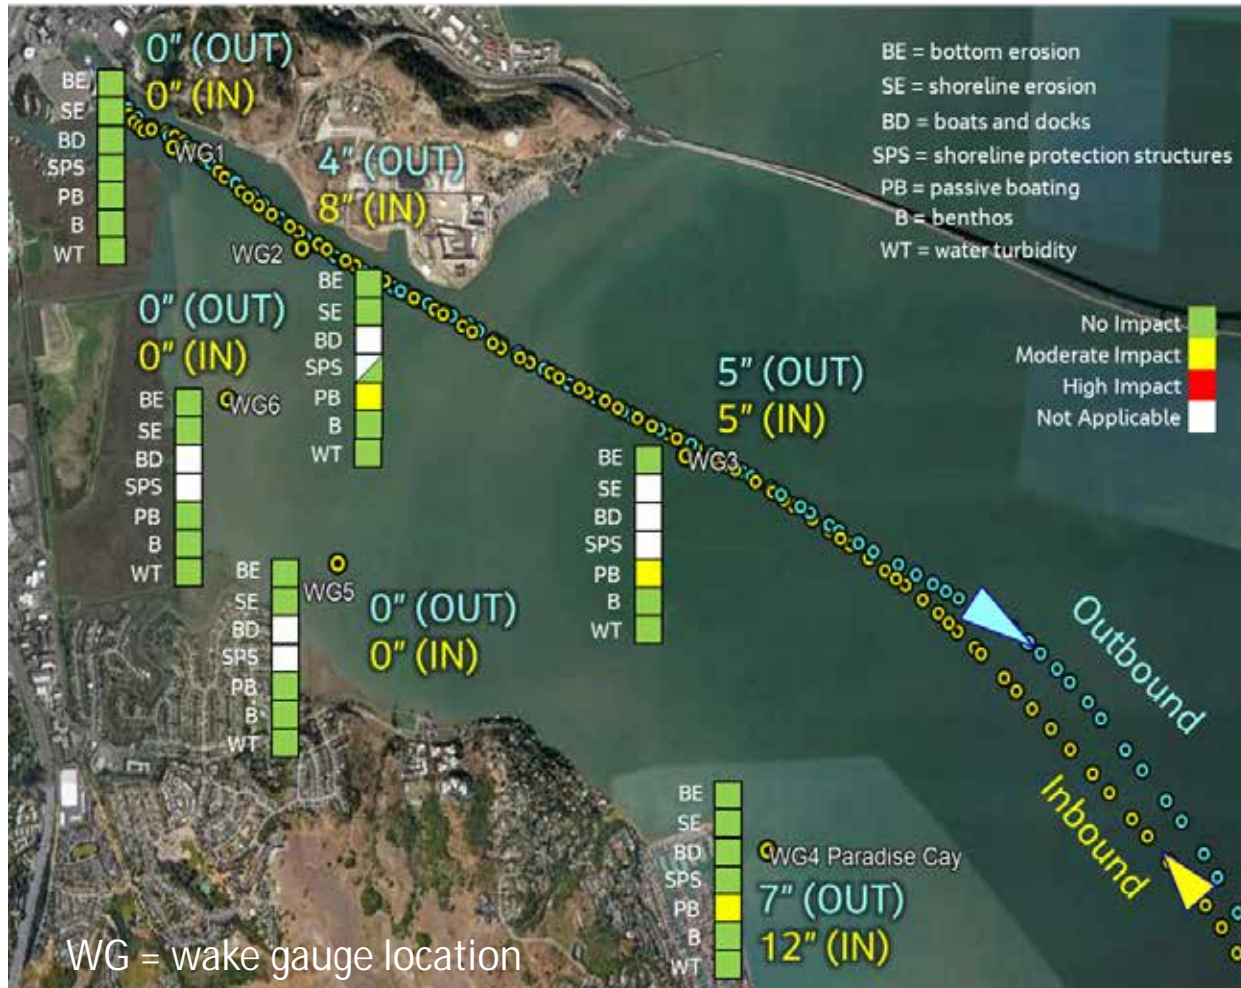 0" (OUT)
0" (IN)
BE
SE
BD
SPS
PB
B
WT
WG1
BE = bottom erosion
SE = shoreline erosion
BD = boats and docks
SPS = shoreline protection structures
PB = passive boating
B = benthos
WT = water turbidity
4" (OUT)
8" (IN)
WG2
BE
SE
BD
SPS
PB
B
WT
No Impact
Moderate Impact
High Impact
Not Applicable
0" (OUT)
0" (IN)
WG6
BE
SE
BD
SPS
PB
B
WT
5" (OUT)
5" (IN)
WG3
BE
SE
BD
SPS
PB
B
WT
WG5
0" (OUT)
0" (IN)
BE
SE
BD
SPS
PB
B
WT
Outbound
Inbound
BE
SE
BD
SPS
PB
B
WT
WG4 Paradise Cay
7" (OUT)
12" (IN)
WG = wake gauge location